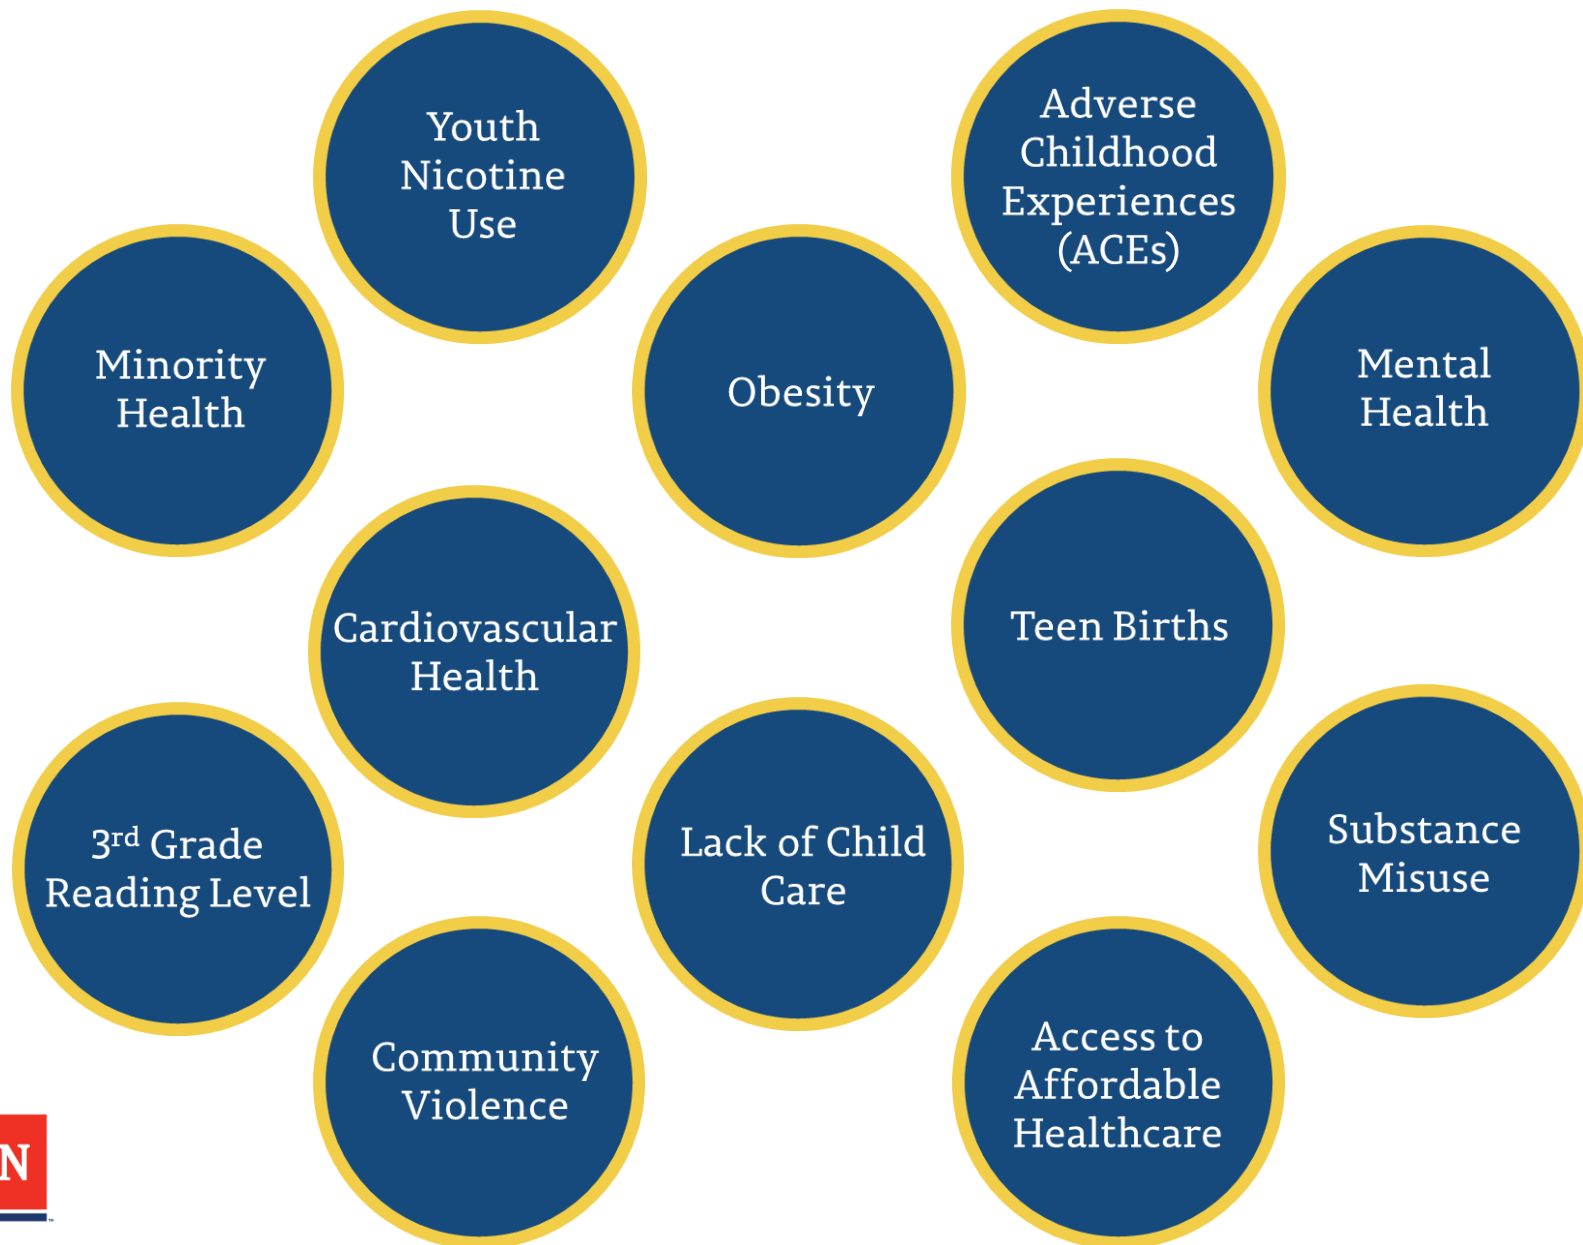 Youth
Nicotine
Use
Adverse
Childhood
Experiences
(ACEs)
Minority
Health
Obesity
Mental
Health
Cardiovascular
Health
Teen Births
3rd Grade
Reading Level
Lack of Child
Care
Substance
Misuse
Community
Violence
Access to
Affordable
Healthcare
N